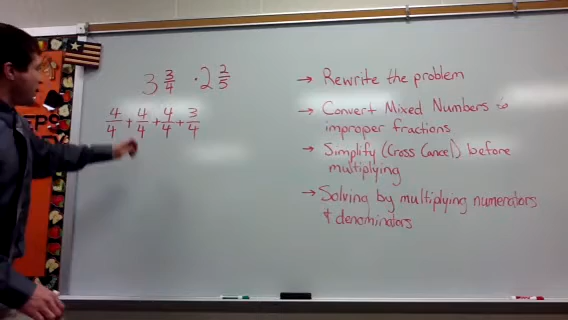 3 3/4 · 2 2/5
4/4 + 4/4 + 4/4 + 3/4
→ Rewrite the problem
→ Convert Mixed Numbers to
improper fractions
→ Simplify (Cross Cancel) before
multiplying
→ Solving by multiplying numerators
& denominators